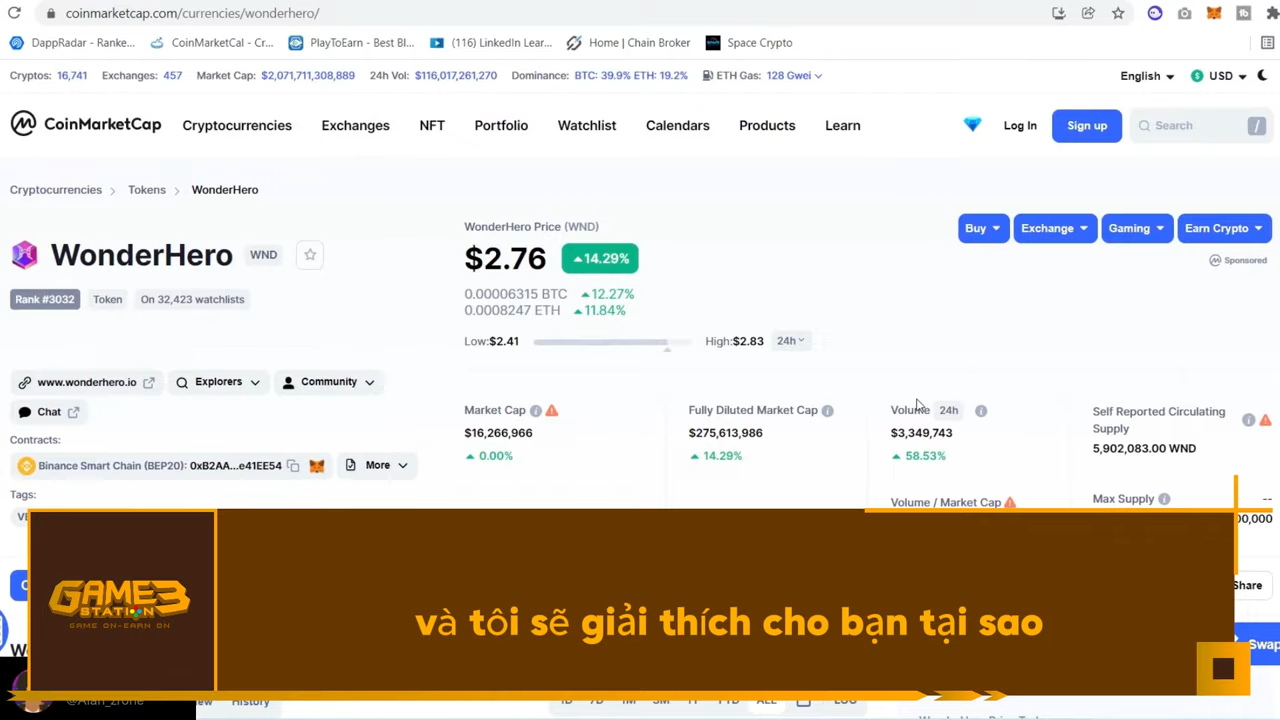 coinmarketcap.com/currencies/wonderhero/
DappRadar - Ranke... CoinMarketCal - Cr... PlayToEarn - Best Bl... (116) LinkedIn Lear... Home | Chain Broker Space Crypto
Cryptos: 16,741 Exchanges: 457 Market Cap: $2,071,711,308,889 24h Vol: $116,017,261,270 Dominance: BTC: 39.9% ETH: 19.2% ETH Gas: 128 Gwei English USD
CoinMarketCap Cryptocurrencies Exchanges NFT Portfolio Watchlist Calendars Products Learn Log In Sign up Search /
Cryptocurrencies Tokens WonderHero
WonderHero WND
Rank #3032 Token On 32,423 watchlists
WonderHero Price (WND)
$2.76 14.29%
0.00006315 BTC 12.27%
0.0008247 ETH 11.84%
Low:$2.41 High:$2.83 24h
Buy Exchange Gaming Earn Crypto
Sponsored
www.wonderhero.io Explorers Community
Chat
Contracts:
Binance Smart Chain (BEP20): 0xB2AA...e41EE54 More
Tags:
Market Cap
$16,266,966
0.00%
Fully Diluted Market Cap
$275,613,986
14.29%
Volume 24h
$3,349,743
58.53%
Volume / Market Cap
Self Reported Circulating
Supply
5,902,083.00 WND
Max Supply --
00,000
Share
Swap
GAME3
STATION
GAME ON-EARN ON
và tôi sẽ giải thích cho bạn tại sao
History
ALL LOG